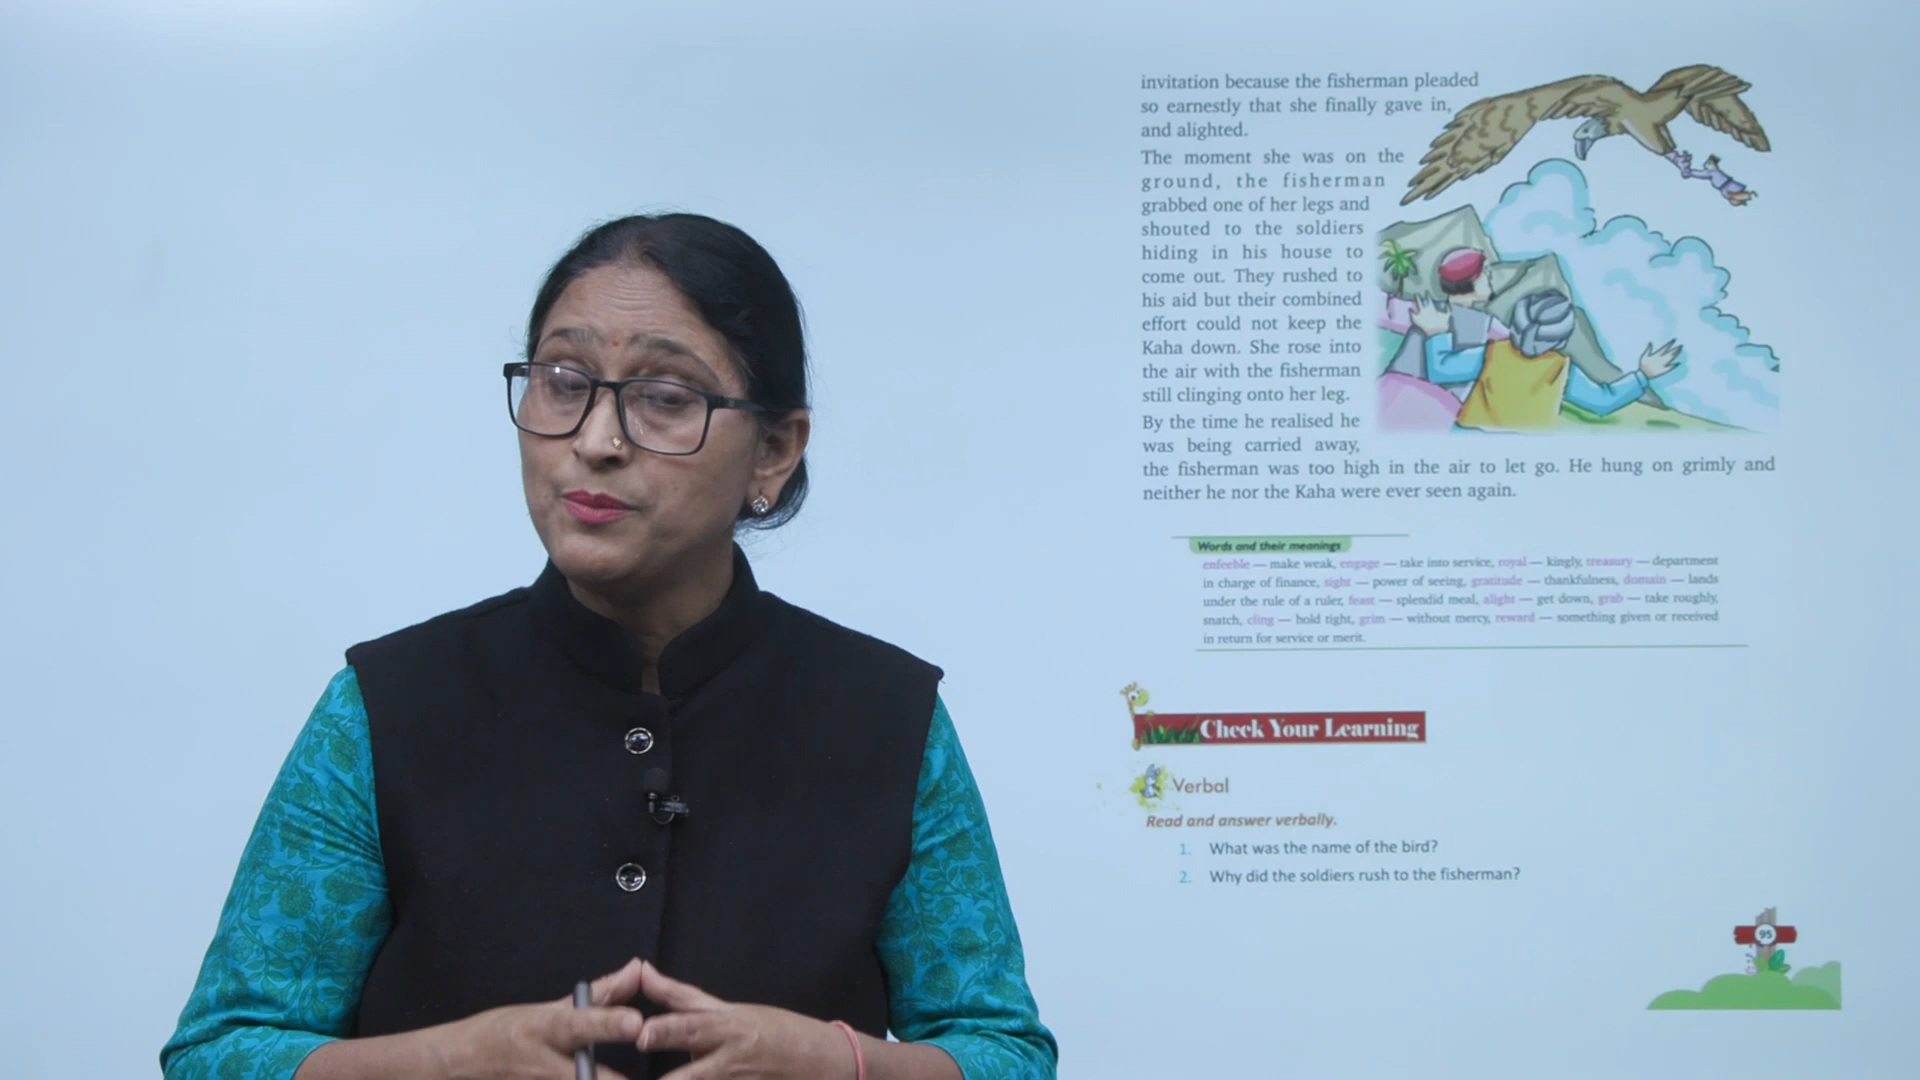 invitation because the fisherman pleaded
so earnestly that she finally gave in,
and alighted.
The moment she was on the
ground, the fisherman
grabbed one of her legs and
shouted to the soldiers
hiding in his house to
come out. They rushed to
his aid but their combined
effort could not keep the
Kaha down. She rose into
the air with the fisherman
still clinging onto her leg.
By the time he realised he
was being carried away,
the fisherman was too high in the air to let go. He hung on grimly and
neither he nor the Kaha were ever seen again.
Words and their meanings
enfeeble — make weak, engage — take into service, royal — kingly, treasury — department
in charge of finance, sight — power of seeing, gratitude — thankfulness, domain — lands
under the rule of a ruler, feast — splendid meal, alight — get down, grab — take roughly,
snatch, cling — hold tight, grim — without mercy, reward — something given or received
in return for service or merit.
Check Your Learning
Verbal
Read and answer verbally.
1. What was the name of the bird?
2. Why did the soldiers rush to the fisherman?
95